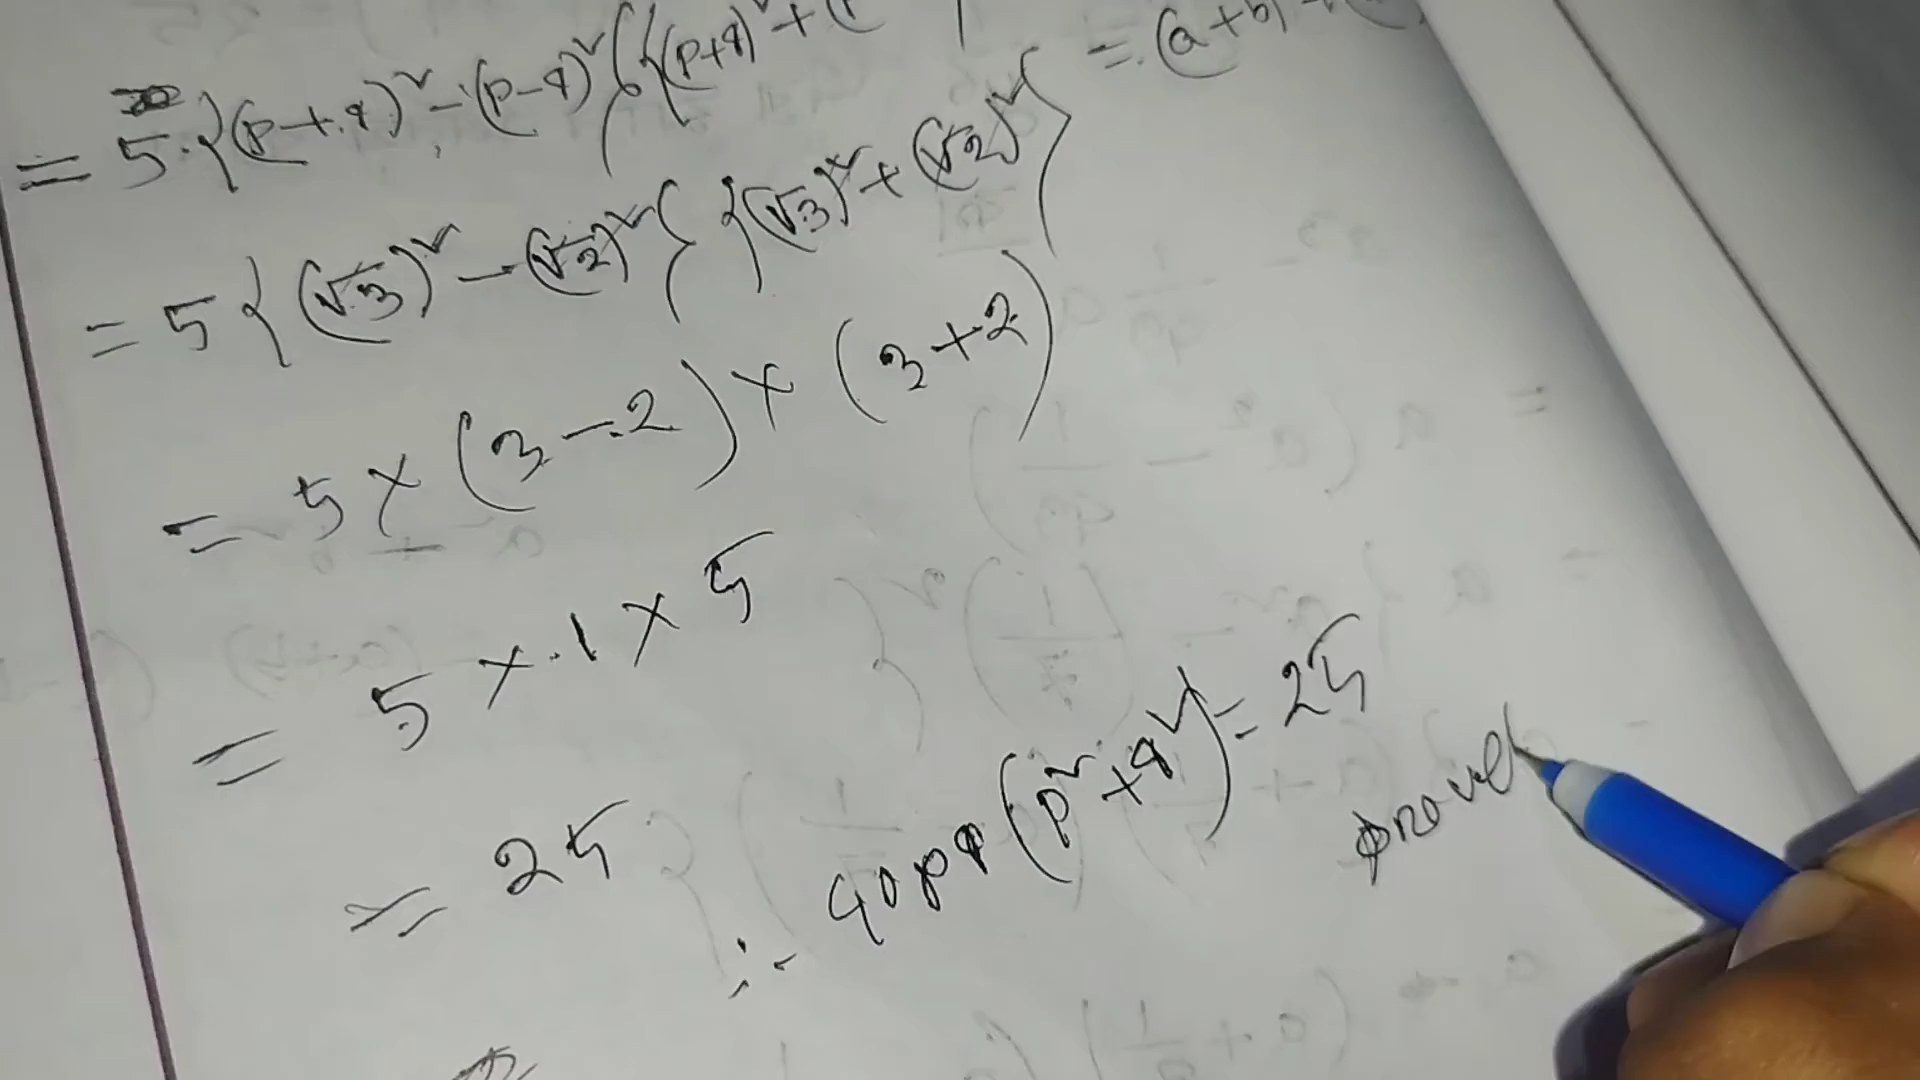 = 5.{(p+q)² - (p-q)²}{(p+q)² + (p
= (a+b)
= 5{(√3)² - (√2)²}{(√3)² + (√2)²}
= 5 × (3 - 2) × (3+2)
= 5 × 1 × 5
= 25
∴ 40pq(p²+q²) = 25
prove